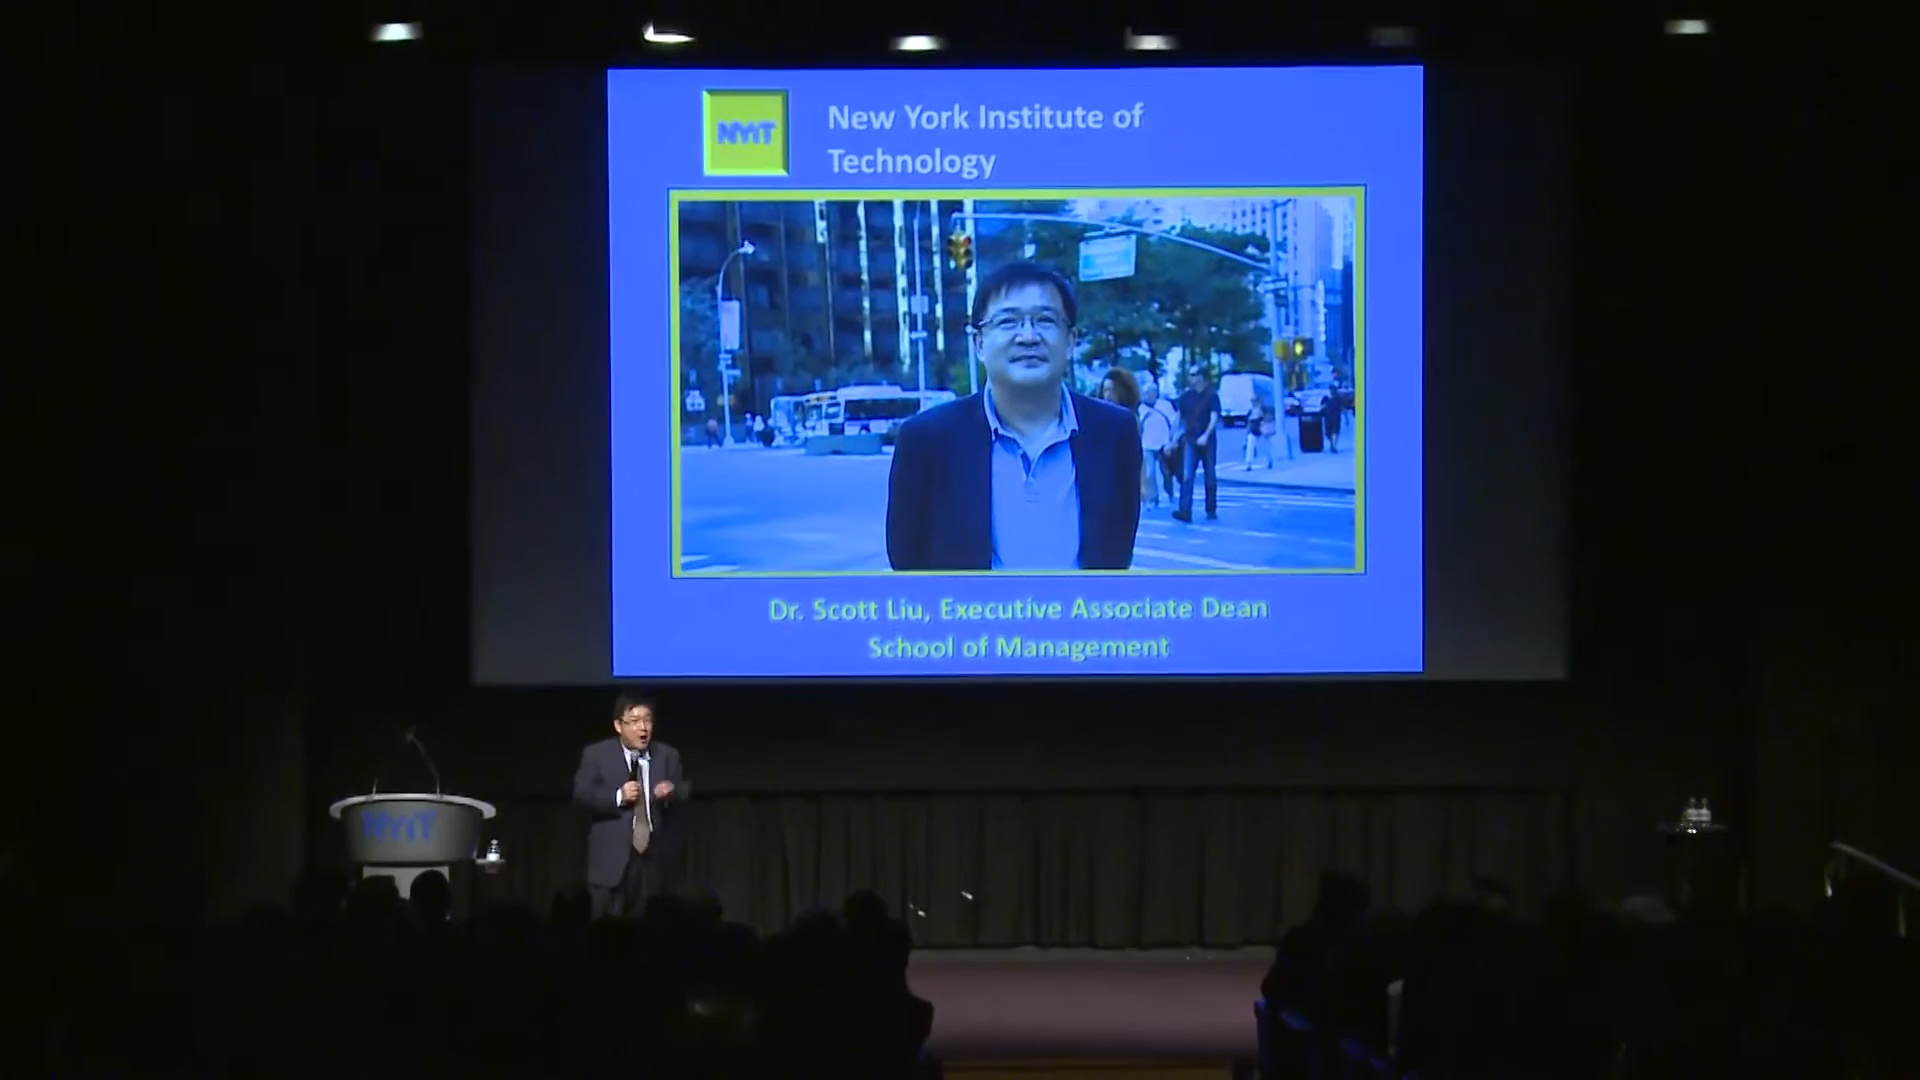 NYiT
New York Institute of
Technology
Dr. Scott Liu, Executive Associate Dean
School of Management
NYiT